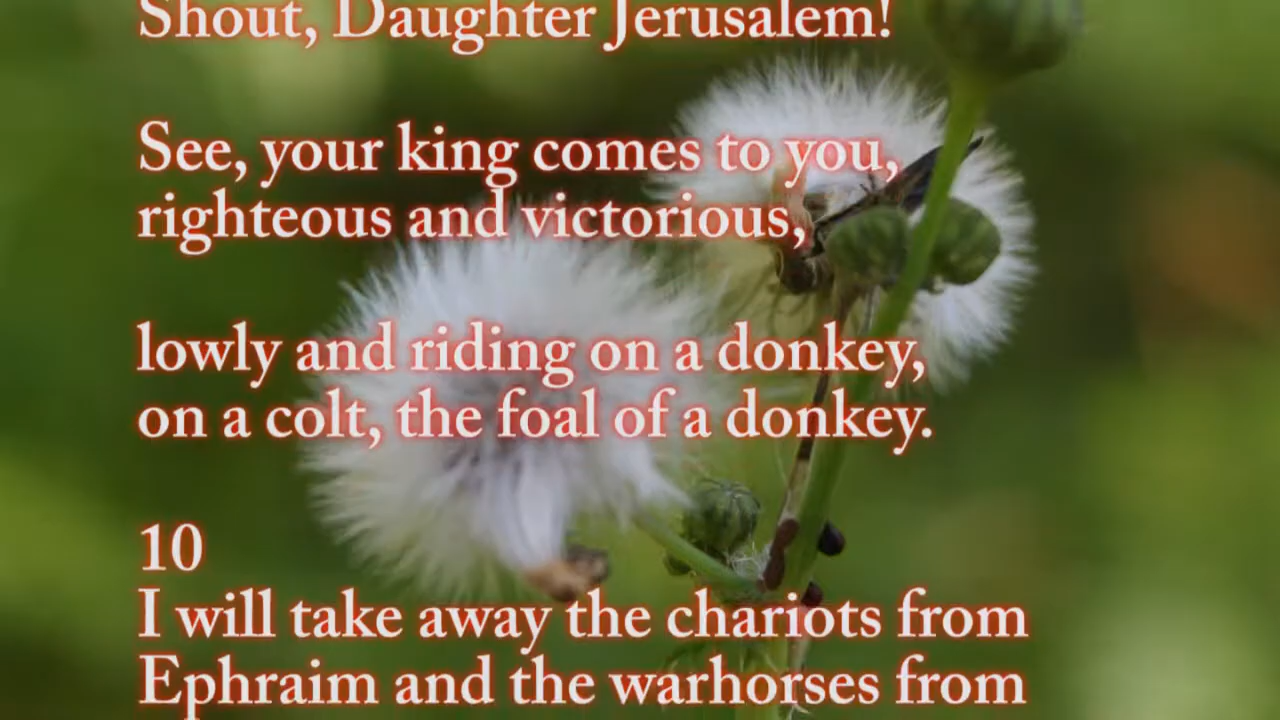 Shout, Daughter Jerusalem!
See, your king comes to you,
righteous and victorious,
lowly and riding on a donkey,
on a colt, the foal of a donkey.
10
I will take away the chariots from
Ephraim and the warhorses from